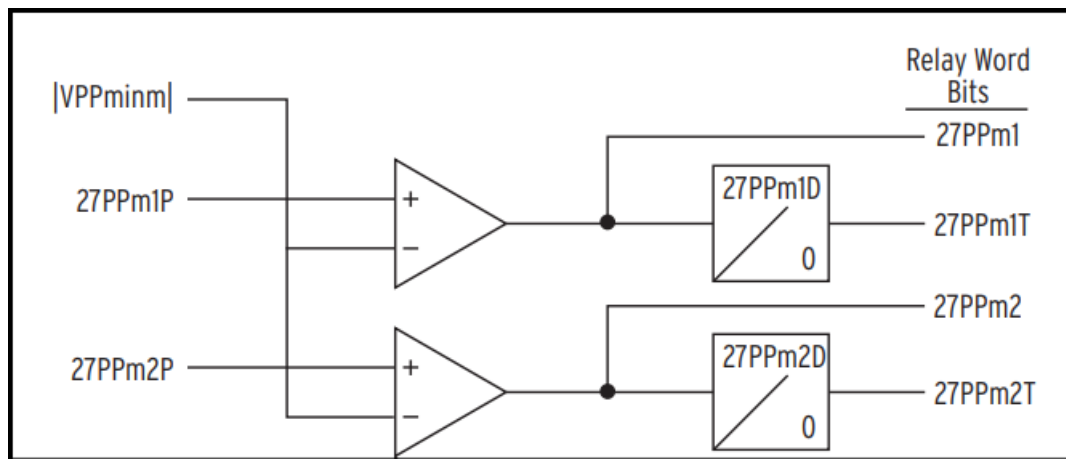 Relay Word
Bits
|VPPminm|
27PPm1
27PPm1P
+
27PPm1D
27PPm1T
−
0
27PPm2
27PPm2P
+
27PPm2D
27PPm2T
−
0